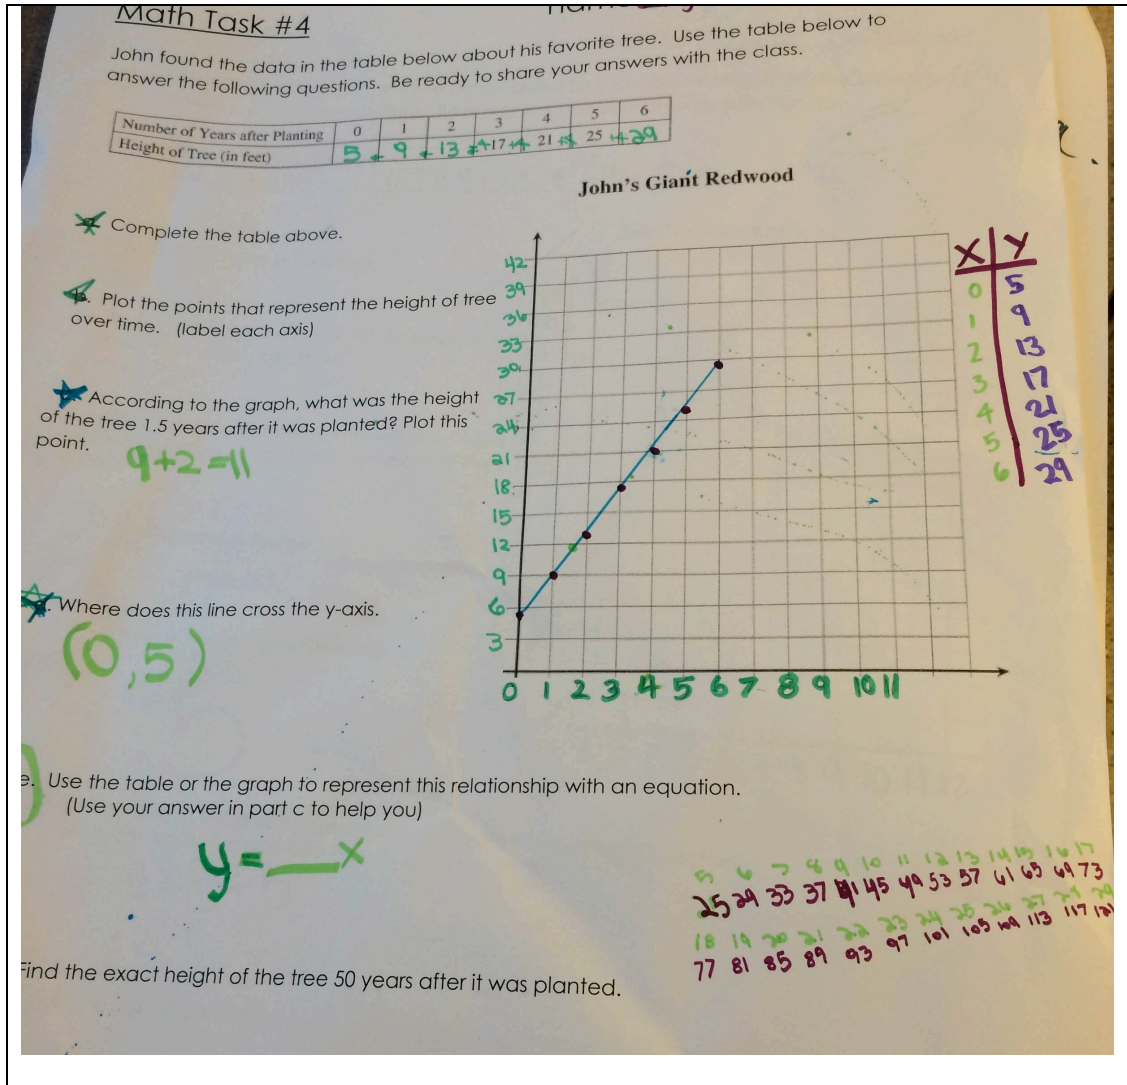 Math Task #4
John found the data in the table below about his favorite tree. Use the table below to
answer the following questions. Be ready to share your answers with the class.
Number of Years after Planting 0 1 2 3 4 5 6
Height of Tree (in feet) 5 9 13 +4 17 +4 21 +4 25 +4 29
John's Giant Redwood
Complete the table above.
b. Plot the points that represent the height of tree
over time. (label each axis)
According to the graph, what was the height
of the tree 1.5 years after it was planted? Plot this
point.
9+2=11
Where does this line cross the y-axis.
(0,5)
42
39
36
33
30
27
24
21
18
15
12
9
6
3
0 1 2 3 4 5 6 7 8 9 10 11
X Y
0 5
1 9
2 13
3 17
4 21
5 25
6 29
e. Use the table or the graph to represent this relationship with an equation.
(Use your answer in part c to help you)
y = __ x
5 6 7 8 9 10 11 12 13 14 15 16 17
25 29 33 37 41 45 49 53 57 61 65 69 73
18 19 20 21 22 23 24 25 26 27 28 29
77 81 85 89 93 97 101 105 109 113 117 121
Find the exact height of the tree 50 years after it was planted.